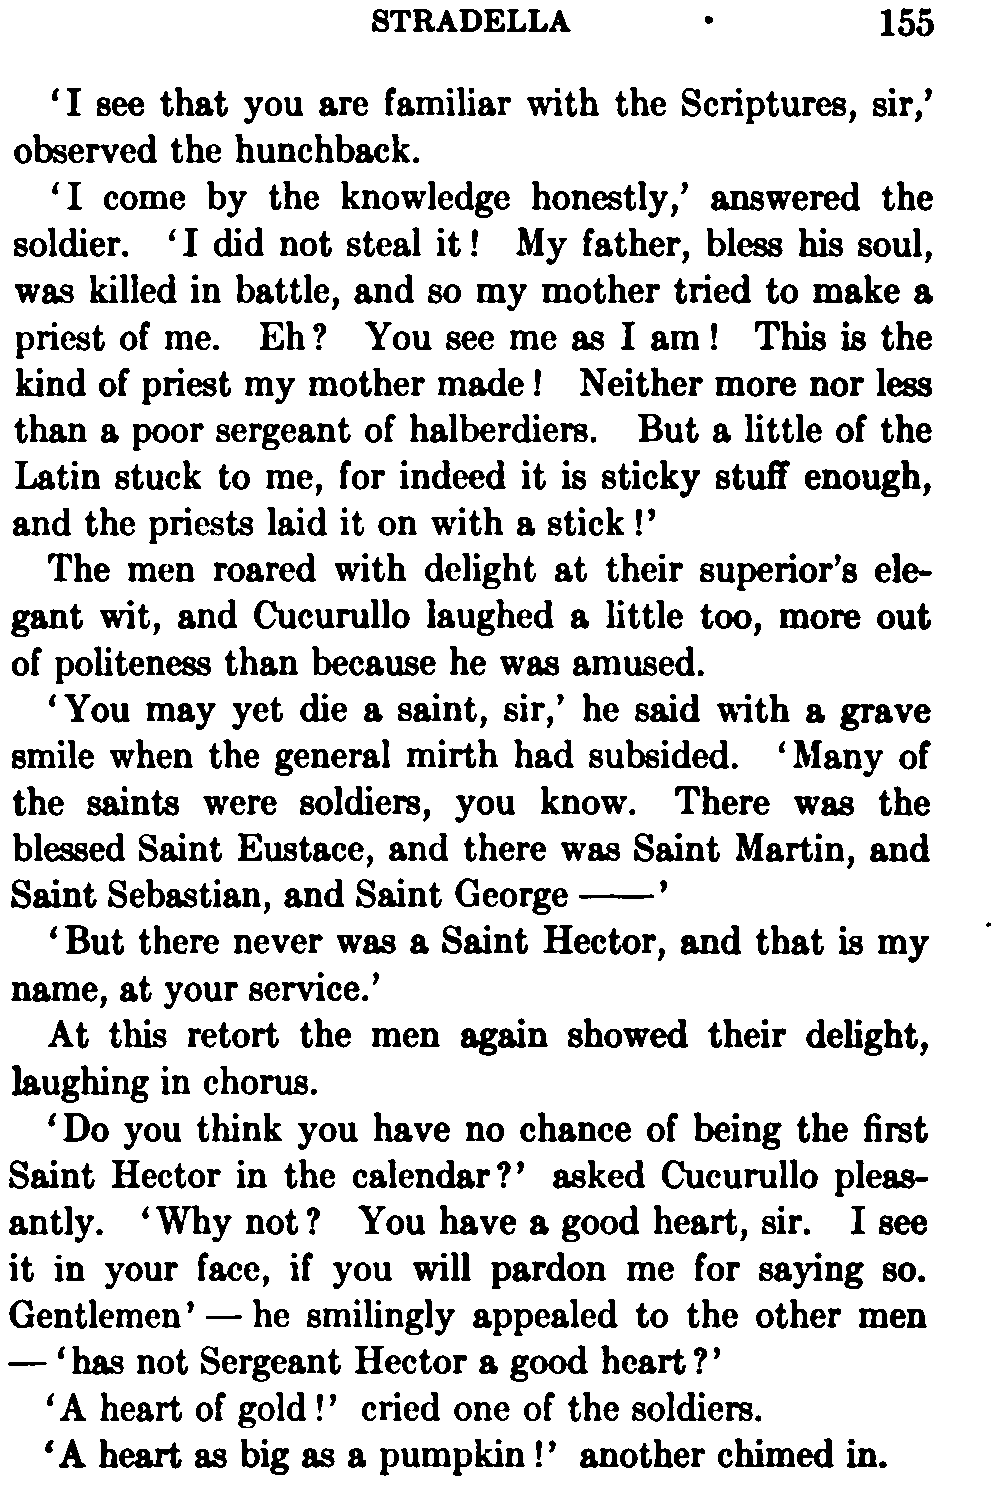 STRADELLA 155
'I see that you are familiar with the Scriptures, sir,'
observed the hunchback.
'I come by the knowledge honestly,' answered the
soldier. 'I did not steal it! My father, bless his soul,
was killed in battle, and so my mother tried to make a
priest of me. Eh? You see me as I am! This is the
kind of priest my mother made! Neither more nor less
than a poor sergeant of halberdiers. But a little of the
Latin stuck to me, for indeed it is sticky stuff enough,
and the priests laid it on with a stick!'
The men roared with delight at their superior's ele-
gant wit, and Cucurullo laughed a little too, more out
of politeness than because he was amused.
'You may yet die a saint, sir,' he said with a grave
smile when the general mirth had subsided. 'Many of
the saints were soldiers, you know. There was the
blessed Saint Eustace, and there was Saint Martin, and
Saint Sebastian, and Saint George ——'
'But there never was a Saint Hector, and that is my
name, at your service.'
At this retort the men again showed their delight,
laughing in chorus.
'Do you think you have no chance of being the first
Saint Hector in the calendar?' asked Cucurullo pleas-
antly. 'Why not? You have a good heart, sir. I see
it in your face, if you will pardon me for saying so.
Gentlemen' — he smilingly appealed to the other men
— 'has not Sergeant Hector a good heart?'
'A heart of gold!' cried one of the soldiers.
'A heart as big as a pumpkin!' another chimed in.